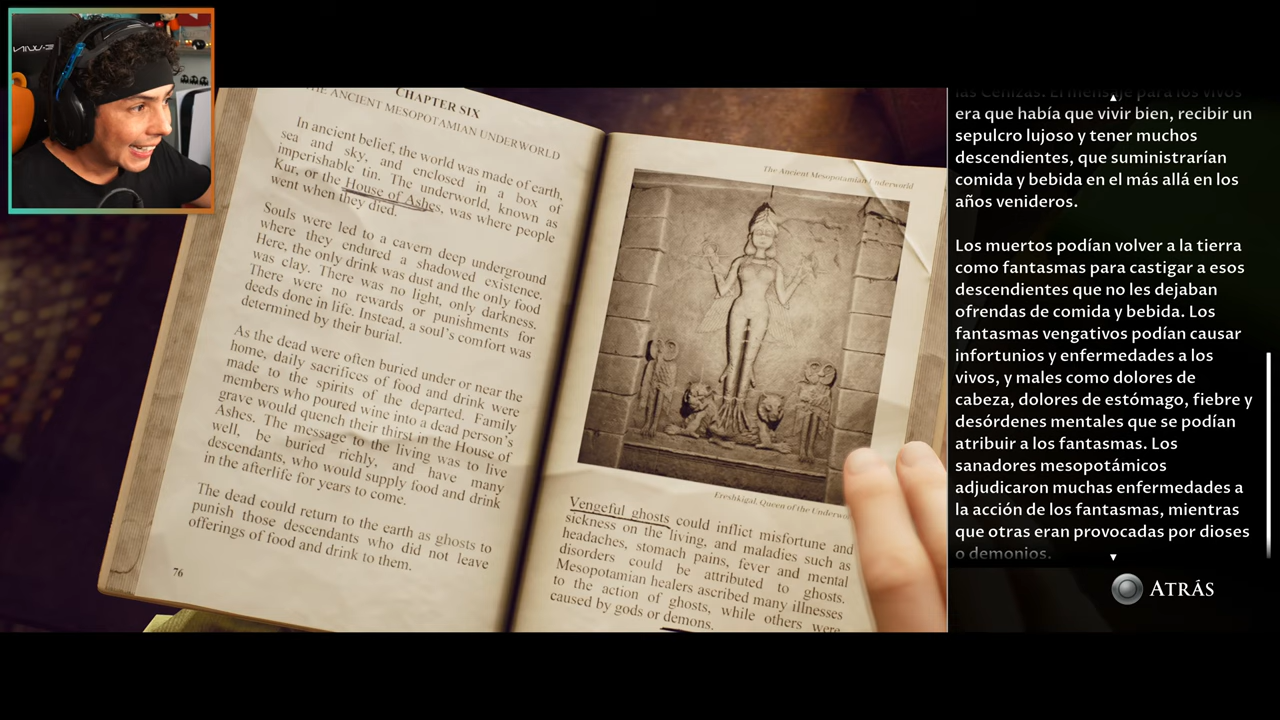 CHAPTER SIX
THE ANCIENT MESOPOTAMIAN UNDERWORLD
In ancient belief, the world was made of earth,
sea and sky, and enclosed in a box of
imperishable tin. The underworld, known as
Kur, or the House of Ashes, was where people
went when they died.
Souls were led to a cavern deep underground
where they endured a shadowed existence.
Here, the only drink was dust and the only food
was clay. There was no light, only darkness.
There were no rewards or punishments for
deeds done in life. Instead, a soul's comfort was
determined by their burial.
As the dead were often buried under or near the
home, daily sacrifices of food and drink were
made to the spirits of the departed. Family
members who poured wine into a dead person's
grave would quench their thirst in the House of
Ashes. The message to the living was to live
well, be buried richly, and have many
descendants, who would supply food and drink
in the afterlife for years to come.
The dead could return to the earth as ghosts to
punish those descendants who did not leave
offerings of food and drink to them.
76
The Ancient Mesopotamian Underworld
Ereshkigal, Queen of the Underwo
Vengeful ghosts could inflict misfortune and
sickness on the living, and maladies such as
headaches, stomach pains, fever and mental
disorders could be attributed to ghosts.
Mesopotamian healers ascribed many illnesses
to the action of ghosts, while others were
caused by gods or demons.
las Cenizas. El mensaje para los vivos
era que había que vivir bien, recibir un
sepulcro lujoso y tener muchos
descendientes, que suministrarían
comida y bebida en el más allá en los
años venideros.
Los muertos podían volver a la tierra
como fantasmas para castigar a esos
descendientes que no les dejaban
ofrendas de comida y bebida. Los
fantasmas vengativos podían causar
infortunios y enfermedades a los
vivos, y males como dolores de
cabeza, dolores de estómago, fiebre y
desórdenes mentales que se podían
atribuir a los fantasmas. Los
sanadores mesopotámicos
adjudicaron muchas enfermedades a
la acción de los fantasmas, mientras
que otras eran provocadas por dioses
o demonios.
ATRÁS